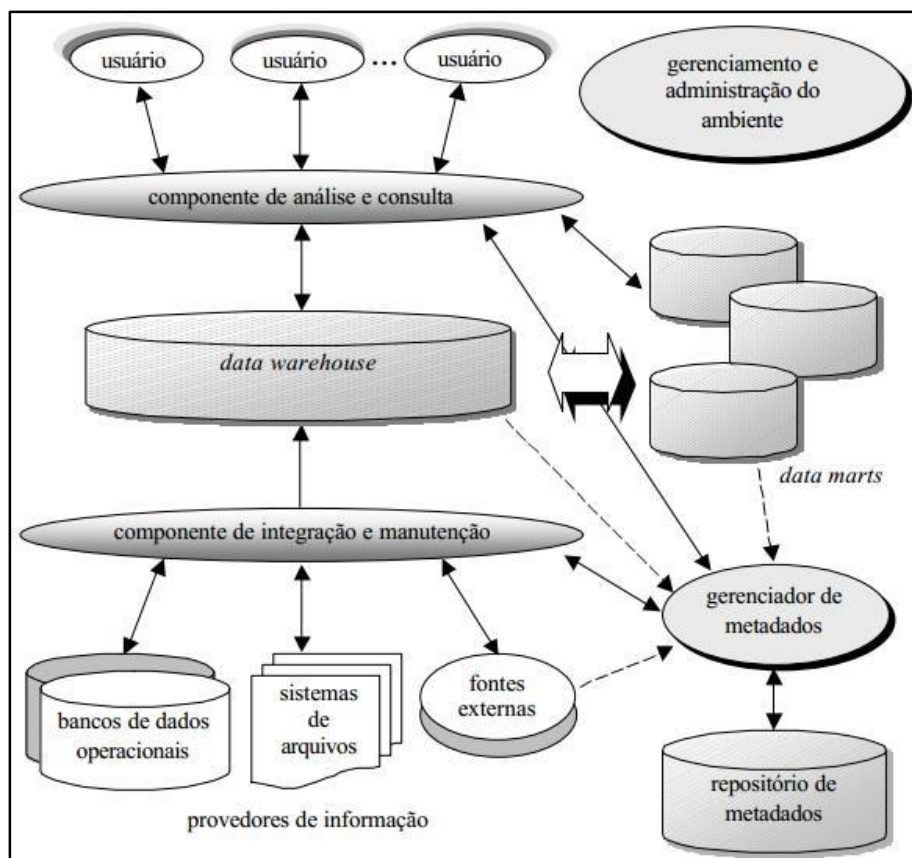 usuário
usuário
...
usuário
gerenciamento e
administração do
ambiente
componente de análise e consulta
data warehouse
data marts
componente de integração e manutenção
gerenciador de
metadados
bancos de dados
operacionais
sistemas
de
arquivos
fontes
externas
repositório de
metadados
provedores de informação